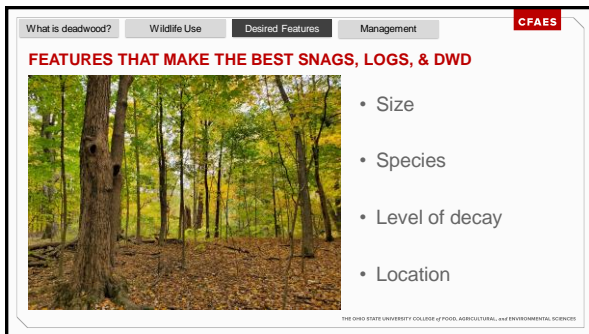 What is deadwood?
Wildlife Use
Desired Features
Management
CFAES
FEATURES THAT MAKE THE BEST SNAGS, LOGS, & DWD
• Size
• Species
• Level of decay
• Location
THE OHIO STATE UNIVERSITY COLLEGE of FOOD, AGRICULTURAL, and ENVIRONMENTAL SCIENCES